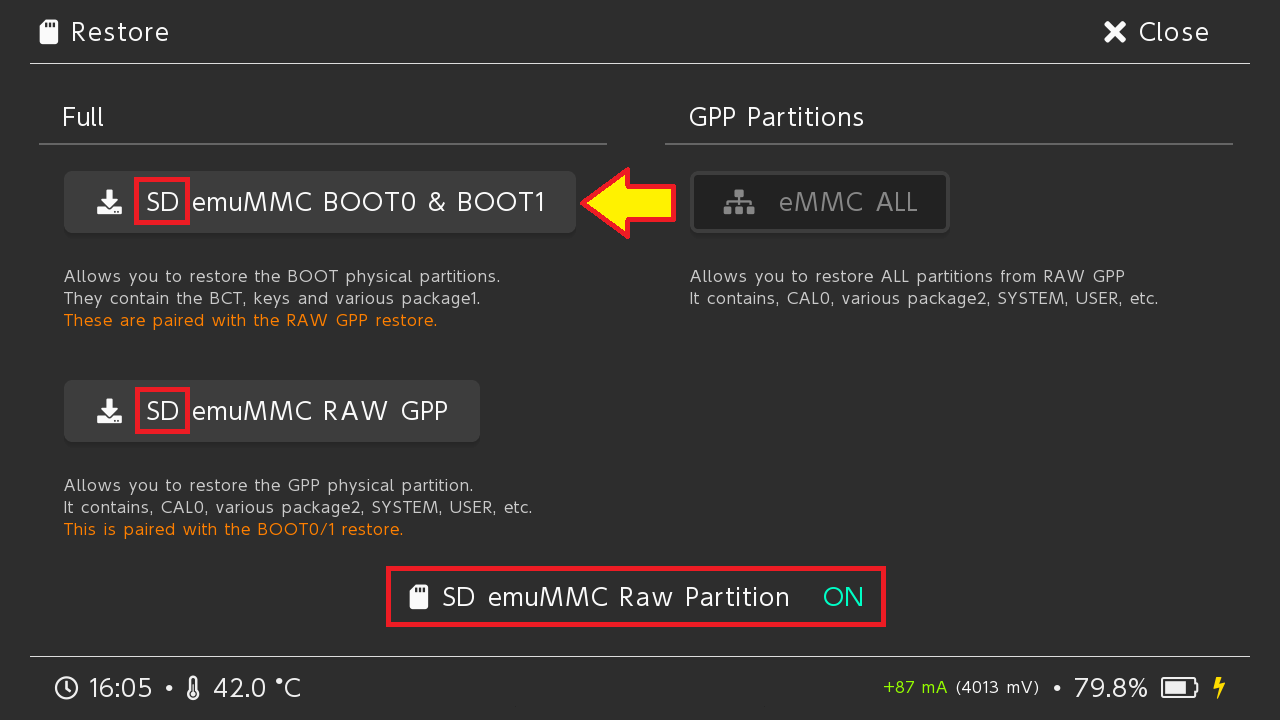 Restore
Close
Full
SD emuMMC BOOT0 & BOOT1
Allows you to restore the BOOT physical partitions.
They contain the BCT, keys and various package1.
These are paired with the RAW GPP restore.
SD emuMMC RAW GPP
Allows you to restore the GPP physical partition.
It contains, CAL0, various package2, SYSTEM, USER, etc.
This is paired with the BOOT0/1 restore.
GPP Partitions
eMMC ALL
Allows you to restore ALL partitions from RAW GPP
It contains, CAL0, various package2, SYSTEM, USER, etc.
SD emuMMC Raw Partition ON
16:05 • 42.0 °C
+87 mA (4013 mV) • 79.8%